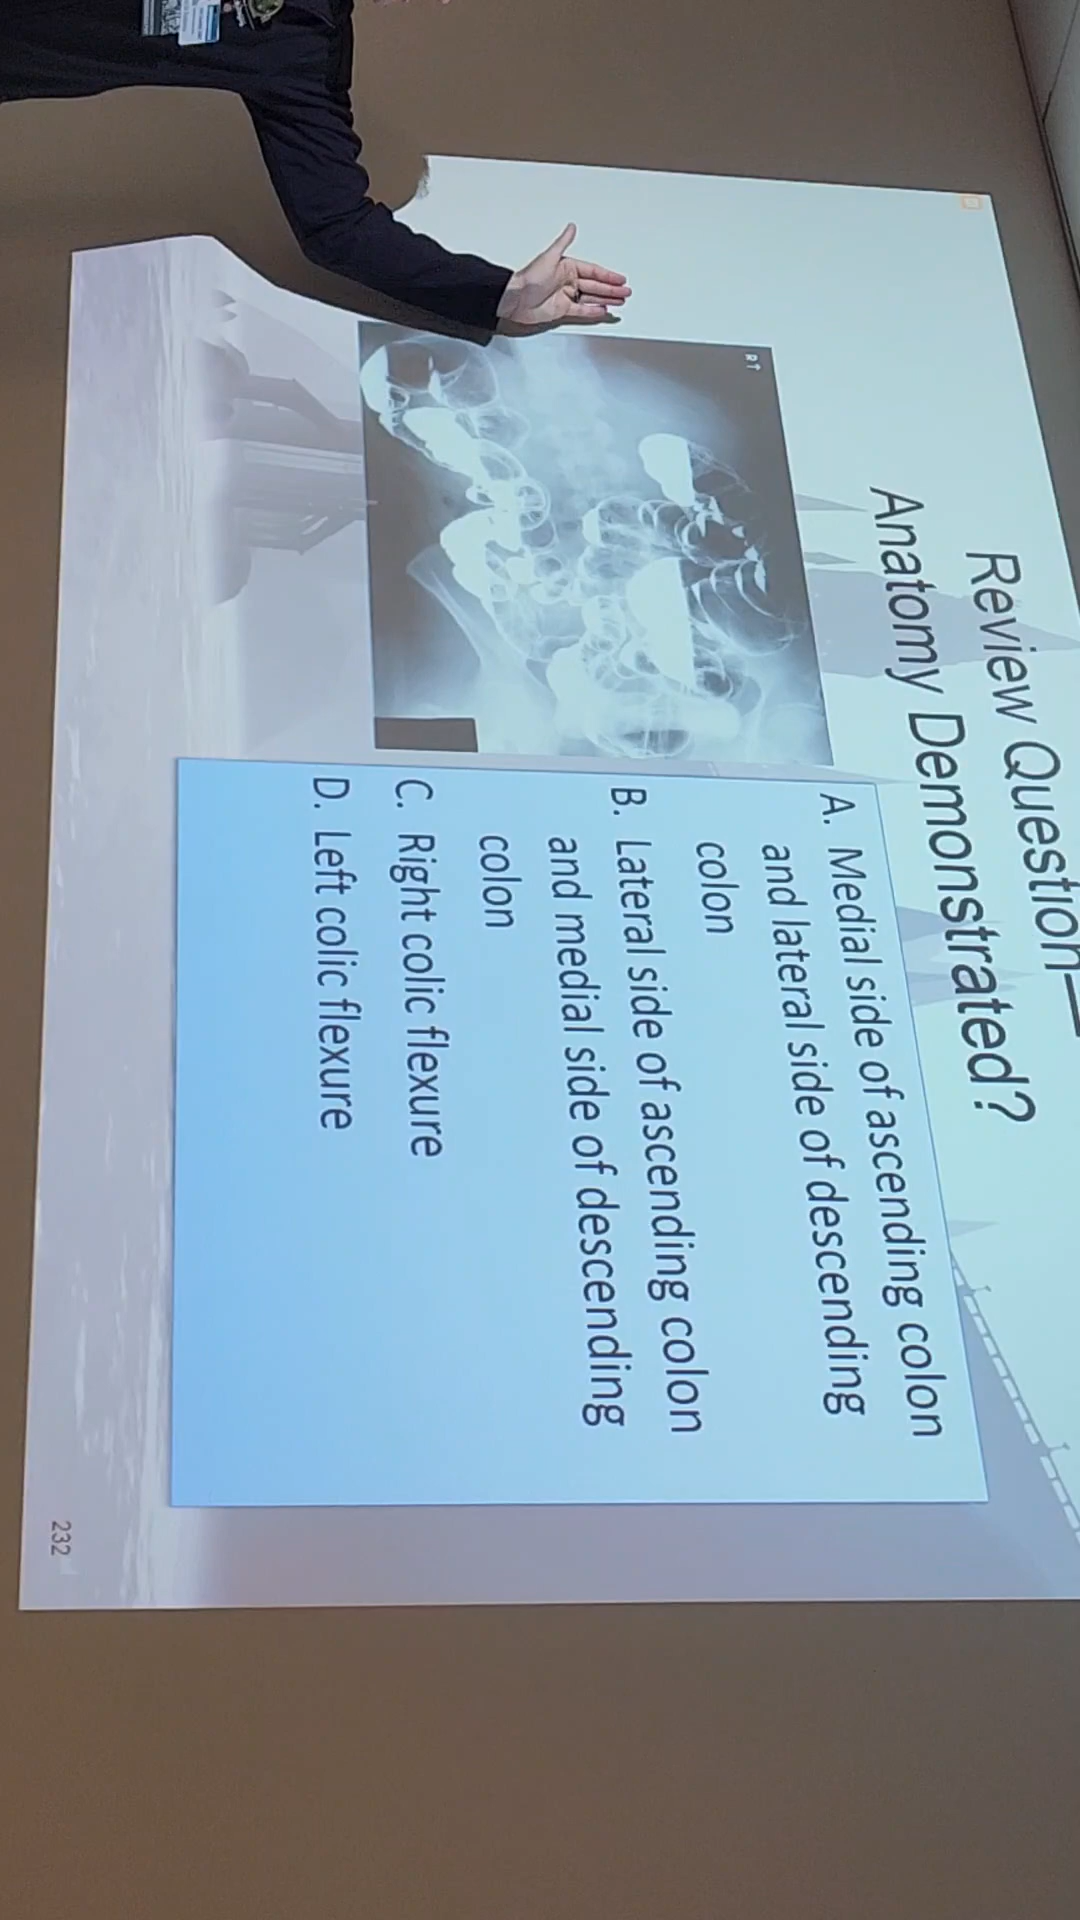 Review Question—
Anatomy Demonstrated?
R↑
A. Medial side of ascending colon
and lateral side of descending
colon
B. Lateral side of ascending colon
and medial side of descending
colon
C. Right colic flexure
D. Left colic flexure
232